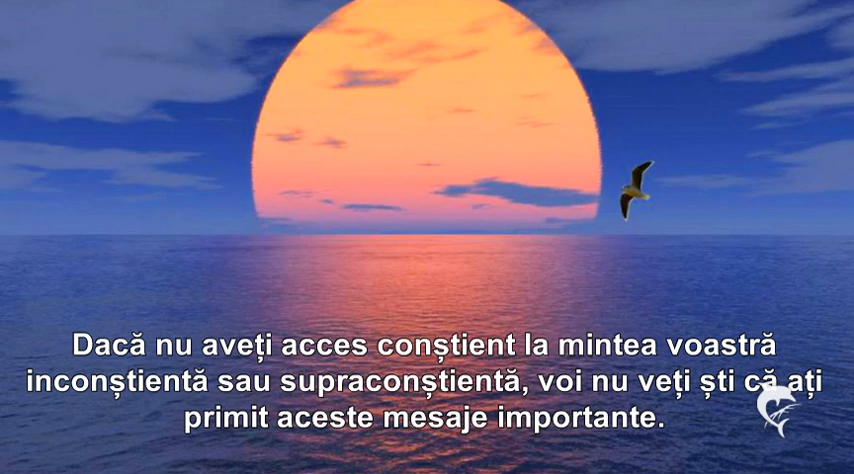 Dacă nu aveți acces conștient la mintea voastră
inconștientă sau supraconștientă, voi nu veți ști că ați
primit aceste mesaje importante.